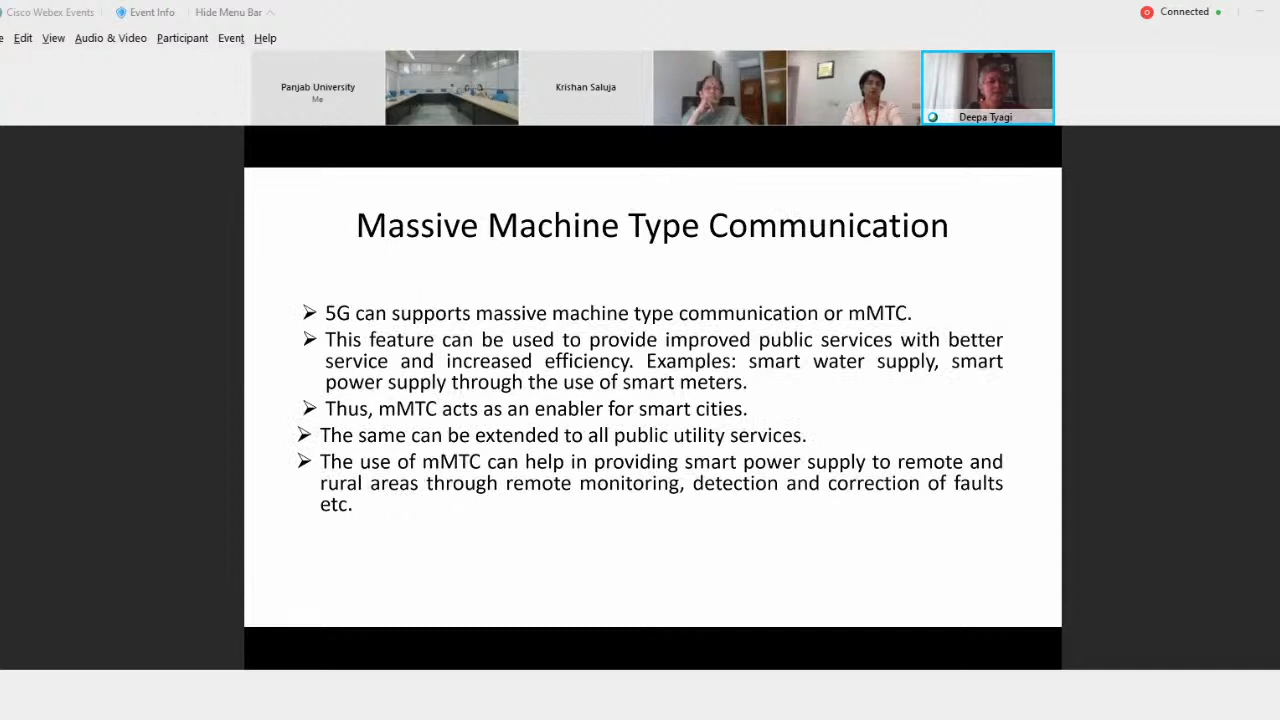 Cisco Webex Events
Event Info
Hide Menu Bar
Connected
e Edit View Audio & Video Participant Event Help
Panjab University
Me
Krishan Saluja
Deepa Tyagi
Massive Machine Type Communication
5G can supports massive machine type communication or mMTC.
This feature can be used to provide improved public services with better
service and increased efficiency. Examples: smart water supply, smart
power supply through the use of smart meters.
Thus, mMTC acts as an enabler for smart cities.
The same can be extended to all public utility services.
The use of mMTC can help in providing smart power supply to remote and
rural areas through remote monitoring, detection and correction of faults
etc.